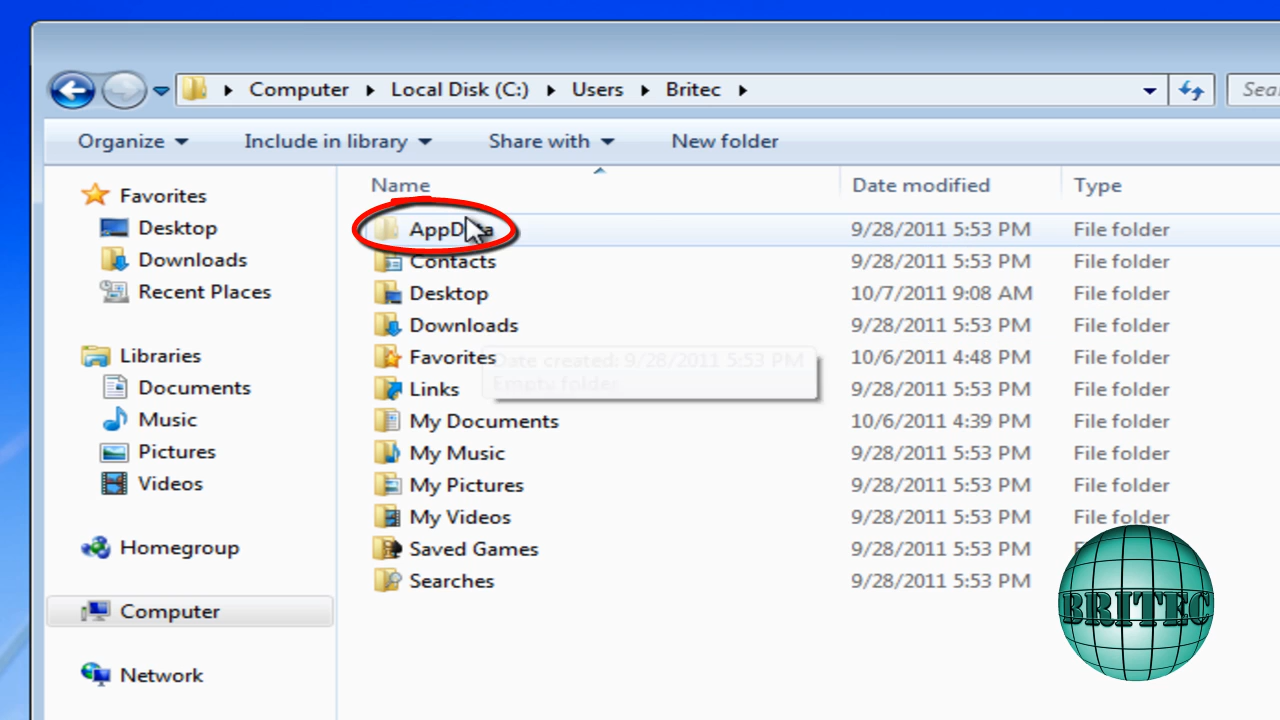 Computer ▸ Local Disk (C:) ▸ Users ▸ Britec ▸
Organize Include in library Share with New folder
Name Date modified Type
Favorites
Desktop
Downloads
Recent Places
Libraries
Documents
Music
Pictures
Videos
Homegroup
Computer
Network
AppData 9/28/2011 5:53 PM File folder
Contacts 9/28/2011 5:53 PM File folder
Desktop 10/7/2011 9:08 AM File folder
Downloads 9/28/2011 5:53 PM File folder
Favorites 10/6/2011 4:48 PM File folder
Date created: 9/28/2011 5:53 PM
Empty folder
Links 9/28/2011 5:53 PM File folder
My Documents 10/6/2011 4:39 PM File folder
My Music 9/28/2011 5:53 PM File folder
My Pictures 9/28/2011 5:53 PM File folder
My Videos 9/28/2011 5:53 PM File folder
Saved Games 9/28/2011 5:53 PM
Searches 9/28/2011 5:53 PM
BRITEC